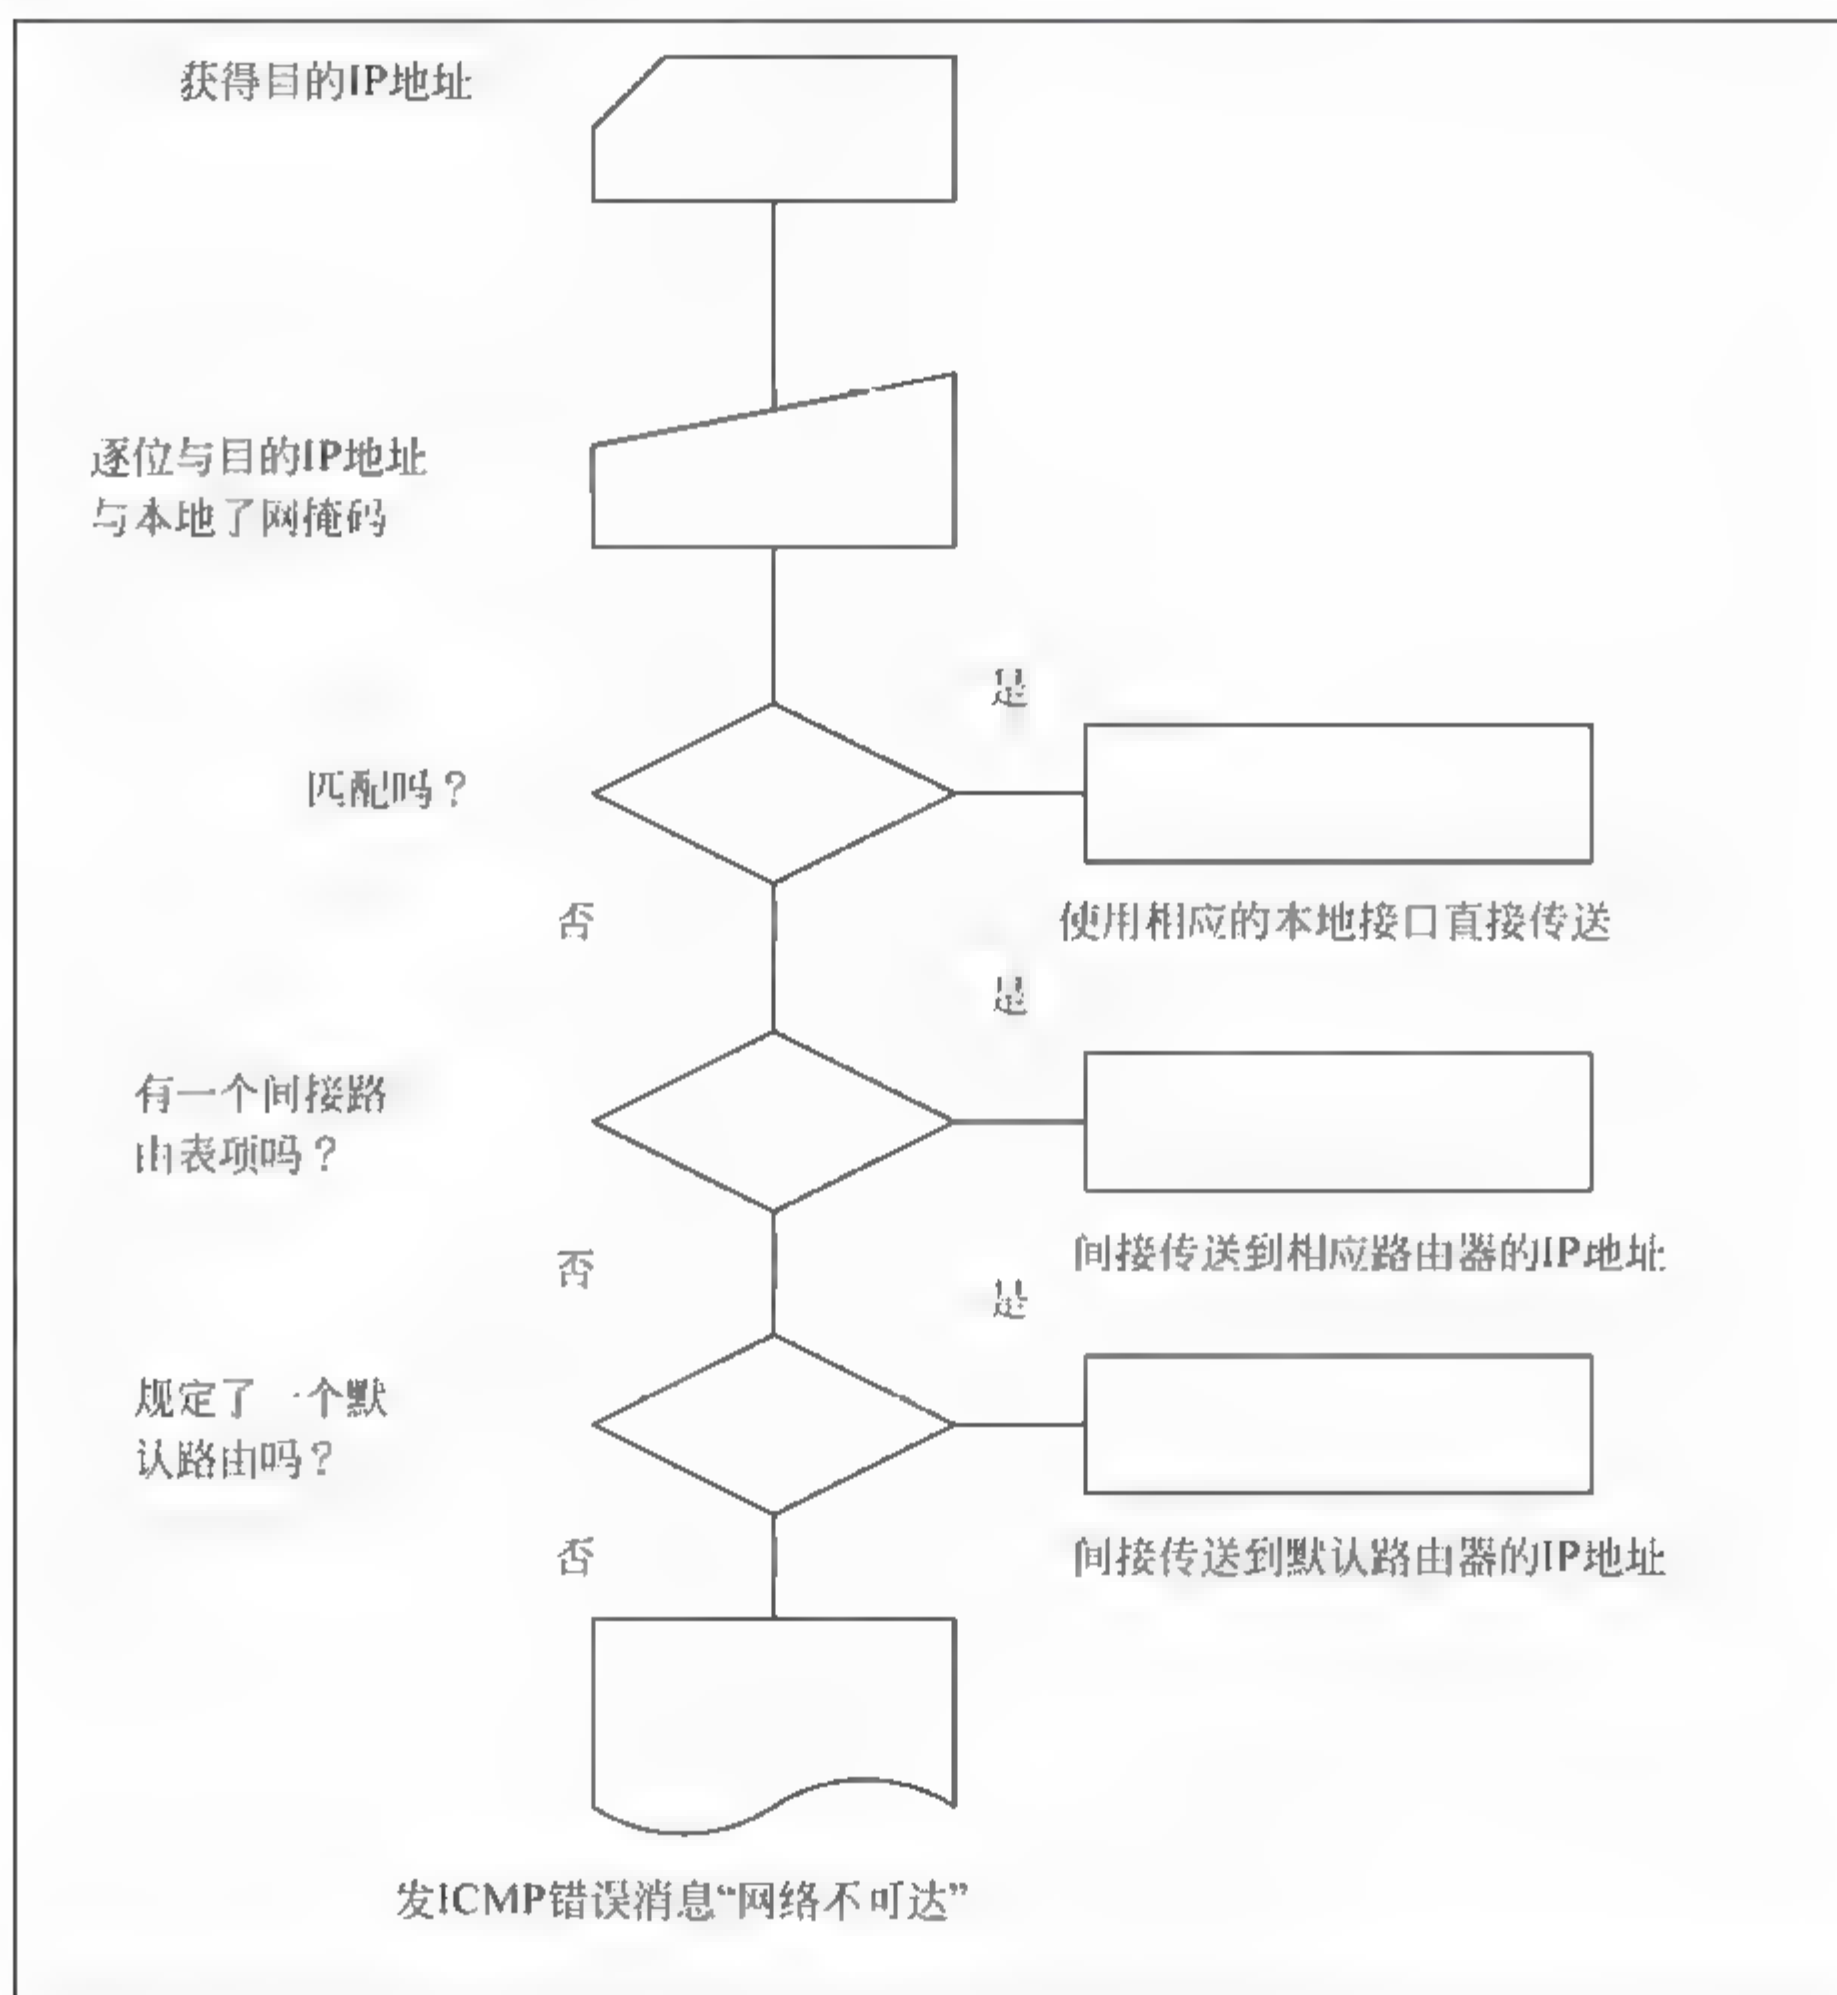 获得目的IP地址
逐位与目的IP地址
与本地了网掩码
是
匹配吗？
否
使用相应的本地接口直接传送
是
有一个间接路
由表项吗？
否
间接传送到相应路由器的IP地址
是
规定了一个默
认路由吗？
否
间接传送到默认路由器的IP地址
发ICMP错误消息“网络不可达”